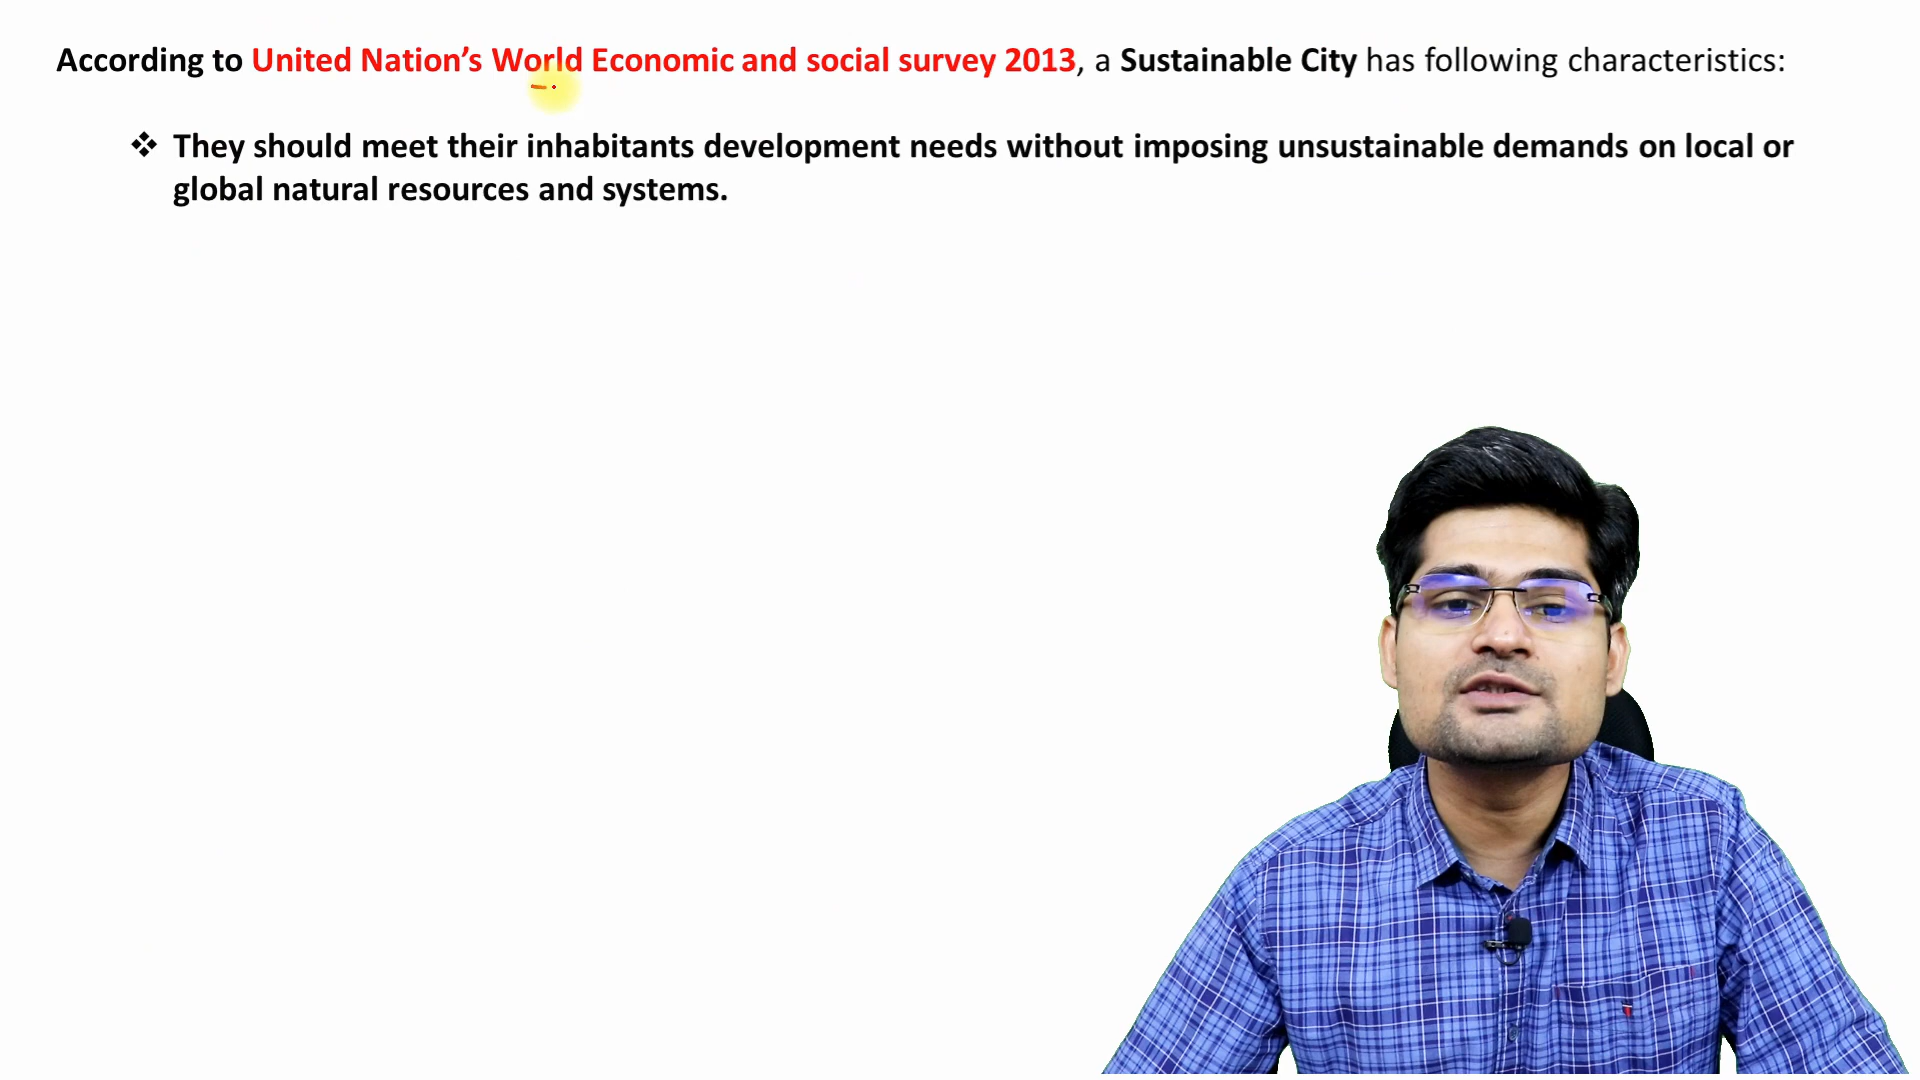 According to United Nation’s World Economic and social survey 2013, a Sustainable City has following characteristics:
❖ They should meet their inhabitants development needs without imposing unsustainable demands on local or
global natural resources and systems.